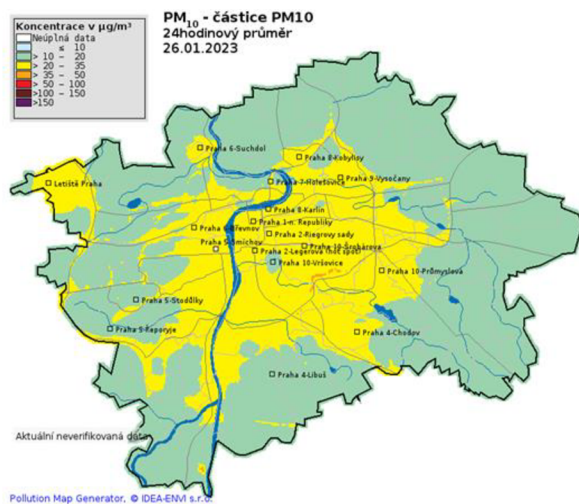 PM10 - částice PM10
24hodinový průměr
26.01.2023
Koncentrace v µg/m³
Neúplná data
≤ 10
> 10 - 20
> 20 - 35
> 35 - 50
> 50 - 100
>100 - 150
>150
Praha 6-Suchdol
Praha 8-Kobylisy
Letiště Praha
Praha 7-Holešovice
Praha 9-Vysočany
Praha 8-Karlín
Praha 1-n. Republiky
Praha 6-Břevnov
Praha 2-Riegrovy sady
Praha 5-Smíchov
Praha 10-Šrobárova
Praha 2-Legerova (hot spot)
Praha 10-Vršovice
Praha 10-Průmyslová
Praha 5-Stodůlky
Praha 5-Řeporyje
Praha 4-Chodov
Praha 4-Libuš
Aktuální neverifikovaná data
Pollution Map Generator, © IDEA-ENVI s.r.o.